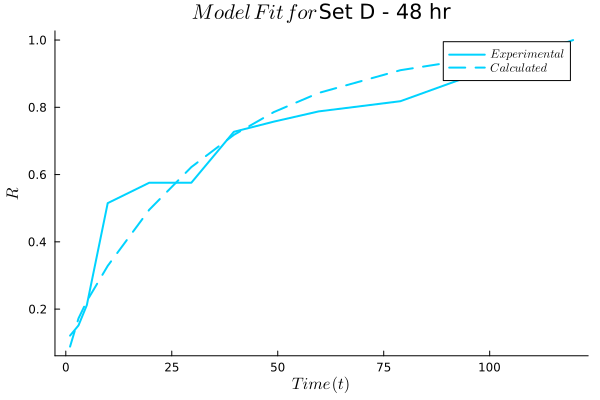 Model Fit for Set D - 48 hr
1.0
0.8
0.6
0.4
0.2
R
Experimental
Calculated
0 25 50 75 100
Time(t)